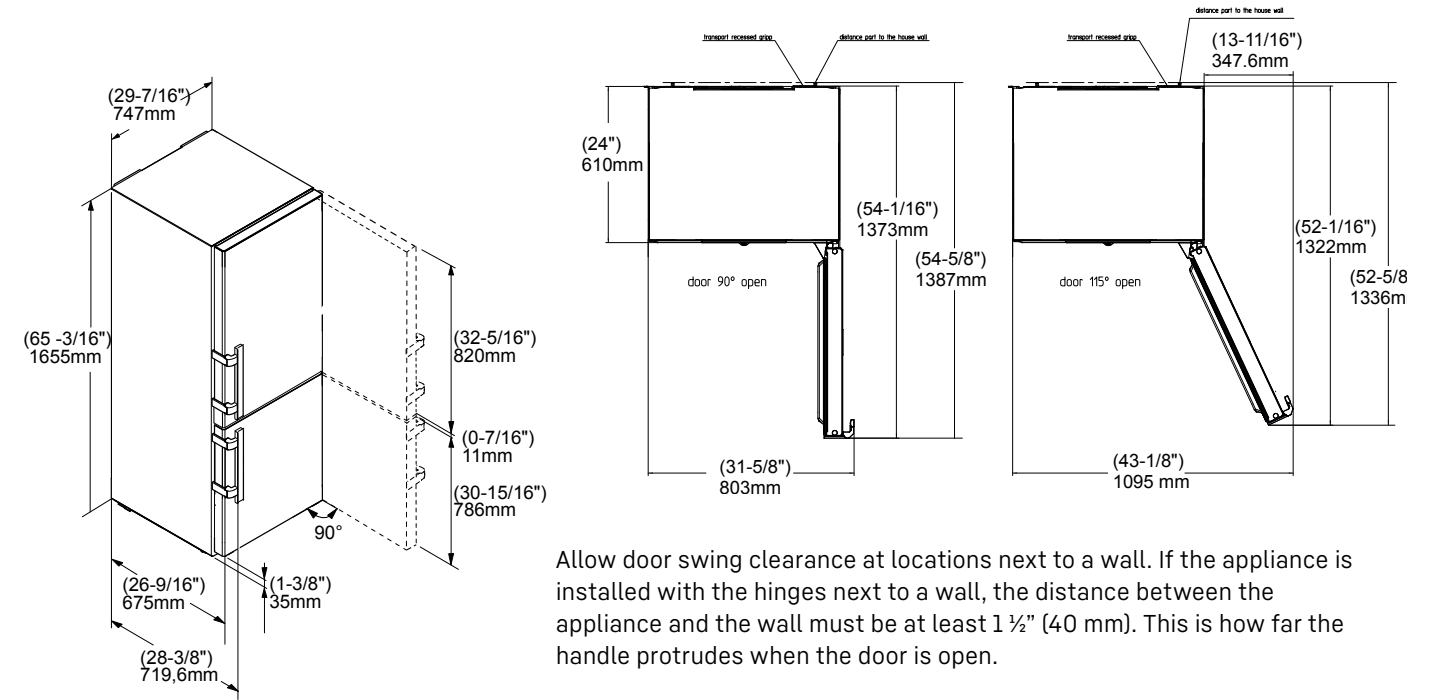 (29-7/16")
747mm
(65 -3/16")
1655mm
(32-5/16")
820mm
(0-7/16")
11mm
(30-15/16")
786mm
90°
(1-3/8")
35mm
(26-9/16")
675mm
(28-3/8")
719,6mm
transport recessed gripp
distance part to the house wall
(24")
610mm
(54-1/16")
1373mm
(54-5/8")
1387mm
door 90° open
(31-5/8")
803mm
distance part to the house wall
transport recessed gripp
(13-11/16")
347.6mm
(52-1/16")
1322mm
(52-5/8
1336m
door 115° open
(43-1/8")
1095 mm
Allow door swing clearance at locations next to a wall. If the appliance is
installed with the hinges next to a wall, the distance between the
appliance and the wall must be at least 1 ½” (40 mm). This is how far the
handle protrudes when the door is open.